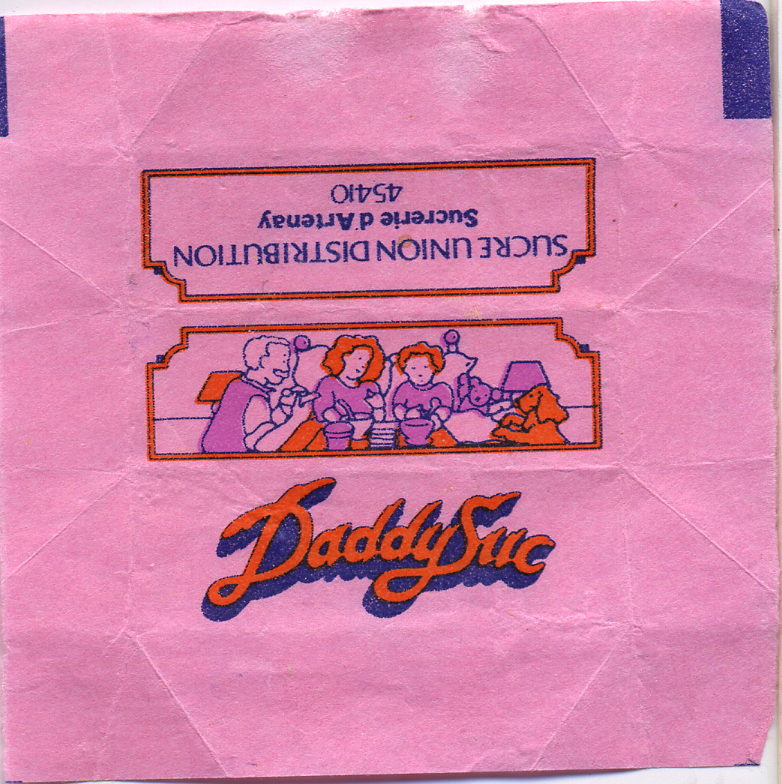 SUCRE UNION DISTRIBUTION
Sucrerie d'Artenay
45410
DaddySuc